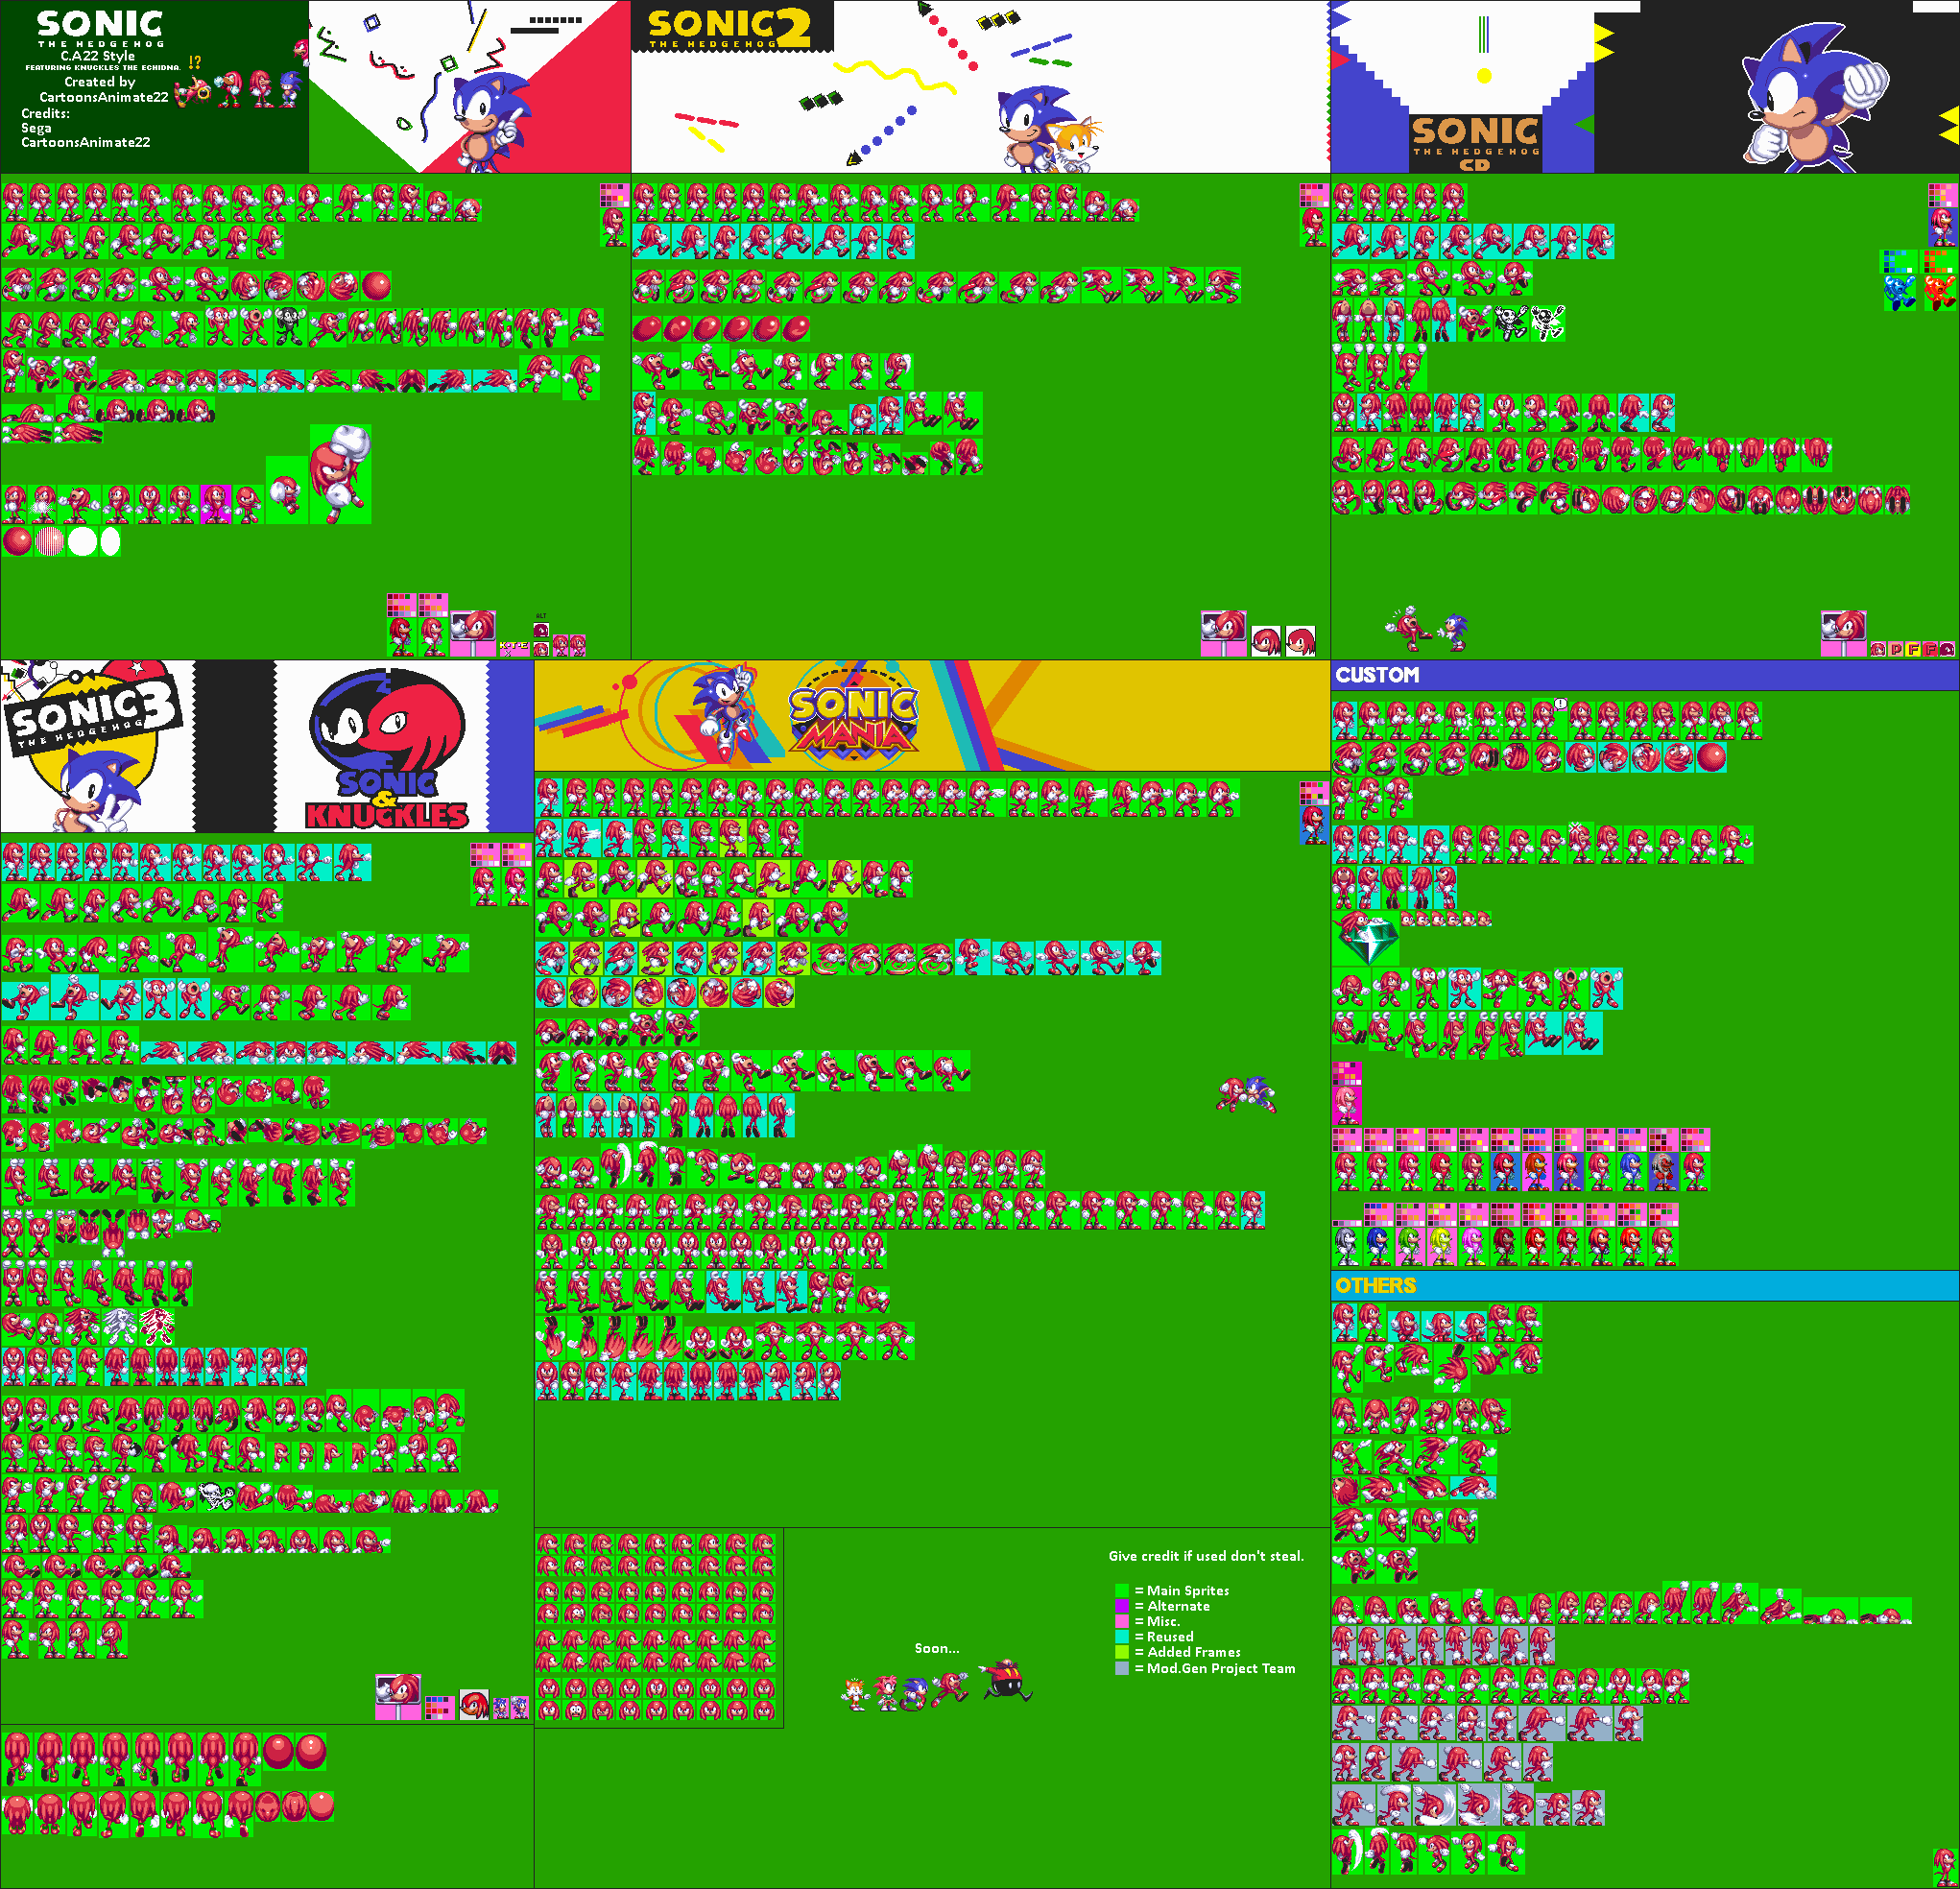 SONIC
THE HEDGEHOG
C.A22 Style
FEATURING KNUCKLES THE ECHIDNA.
!?
Created by
CartoonsAnimate22
Credits:
Sega
CartoonsAnimate22
SONIC 2
THE HEDGEHOG
SONIC
THE HEDGEHOG
CD
ALT
K-T-E
P F F
SONIC 3
THE HEDGEHOG
SONIC
&
KNUCKLES
SONIC
MANIA
CUSTOM
!
OTHERS
Give credit if used don't steal.
= Main Sprites
= Alternate
= Misc.
= Reused
= Added Frames
= Mod.Gen Project Team
Soon...